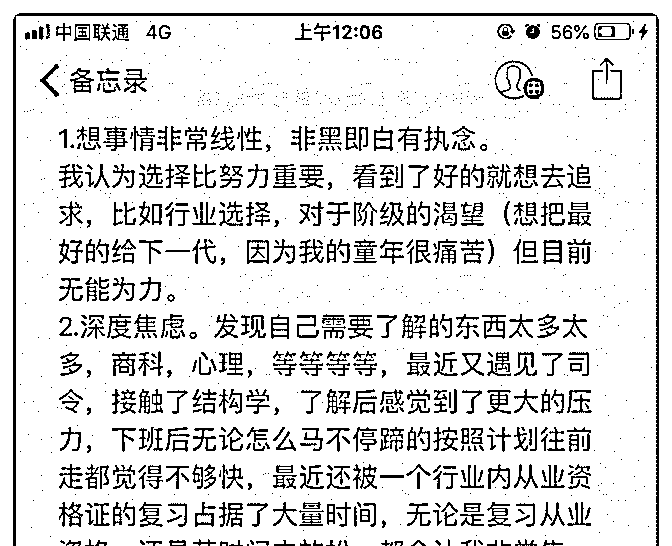 中国联通 4G 上午12:06 56%
备忘录
1.想事情非常线性，非黑即白有执念。
我认为选择比努力重要，看到了好的就想去追
求，比如行业选择，对于阶级的渴望（想把最
好的给下一代，因为我的童年很痛苦）但目前
无能为力。
2.深度焦虑。发现自己需要了解的东西太多太
多，商科，心理，等等等等，最近又遇见了司
令，接触了结构学，了解后感觉到了更大的压
力，下班后无论怎么马不停蹄的按照计划往前
走都觉得不够快，最近还被一个行业内从业资
格证的复习占据了大量时间，无论是复习从业